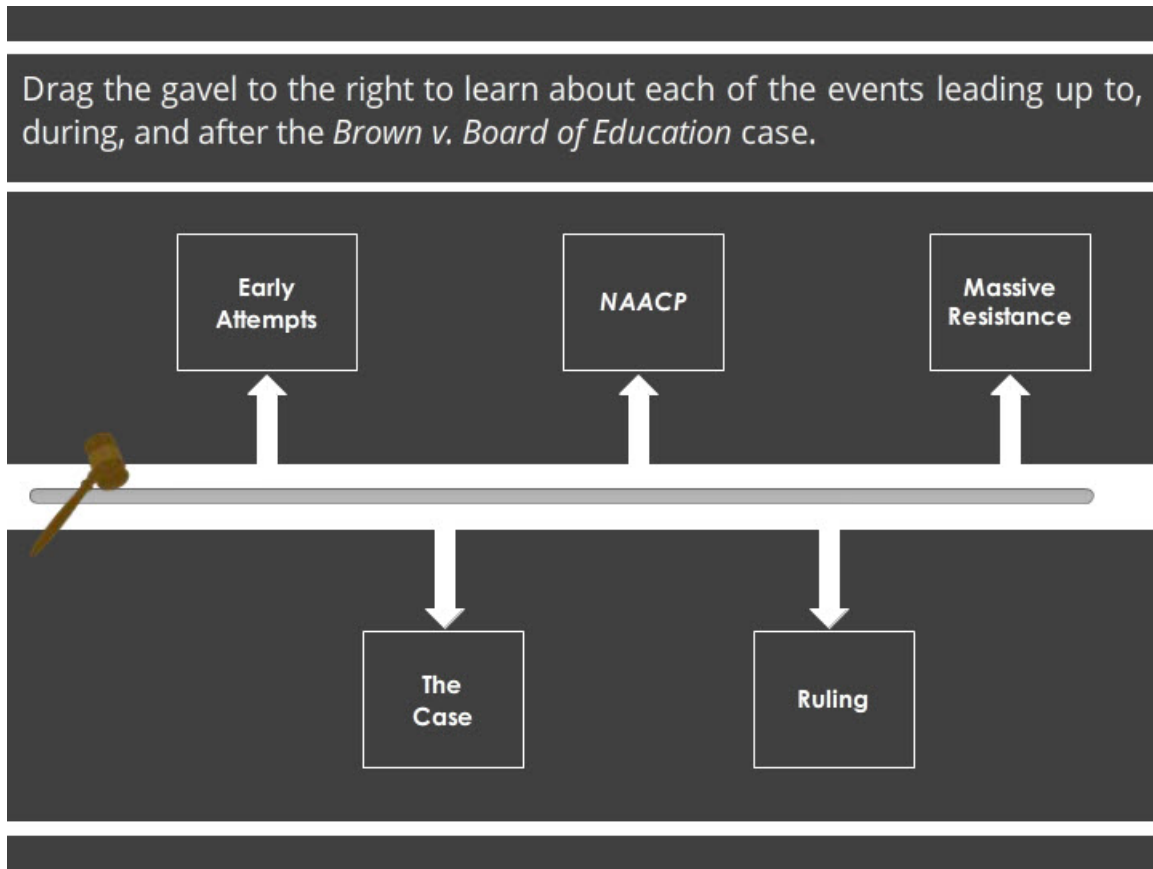 Drag the gavel to the right to learn about each of the events leading up to,
during, and after the Brown v. Board of Education case.
Early
Attempts
NAACP
Massive
Resistance
The
Case
Ruling